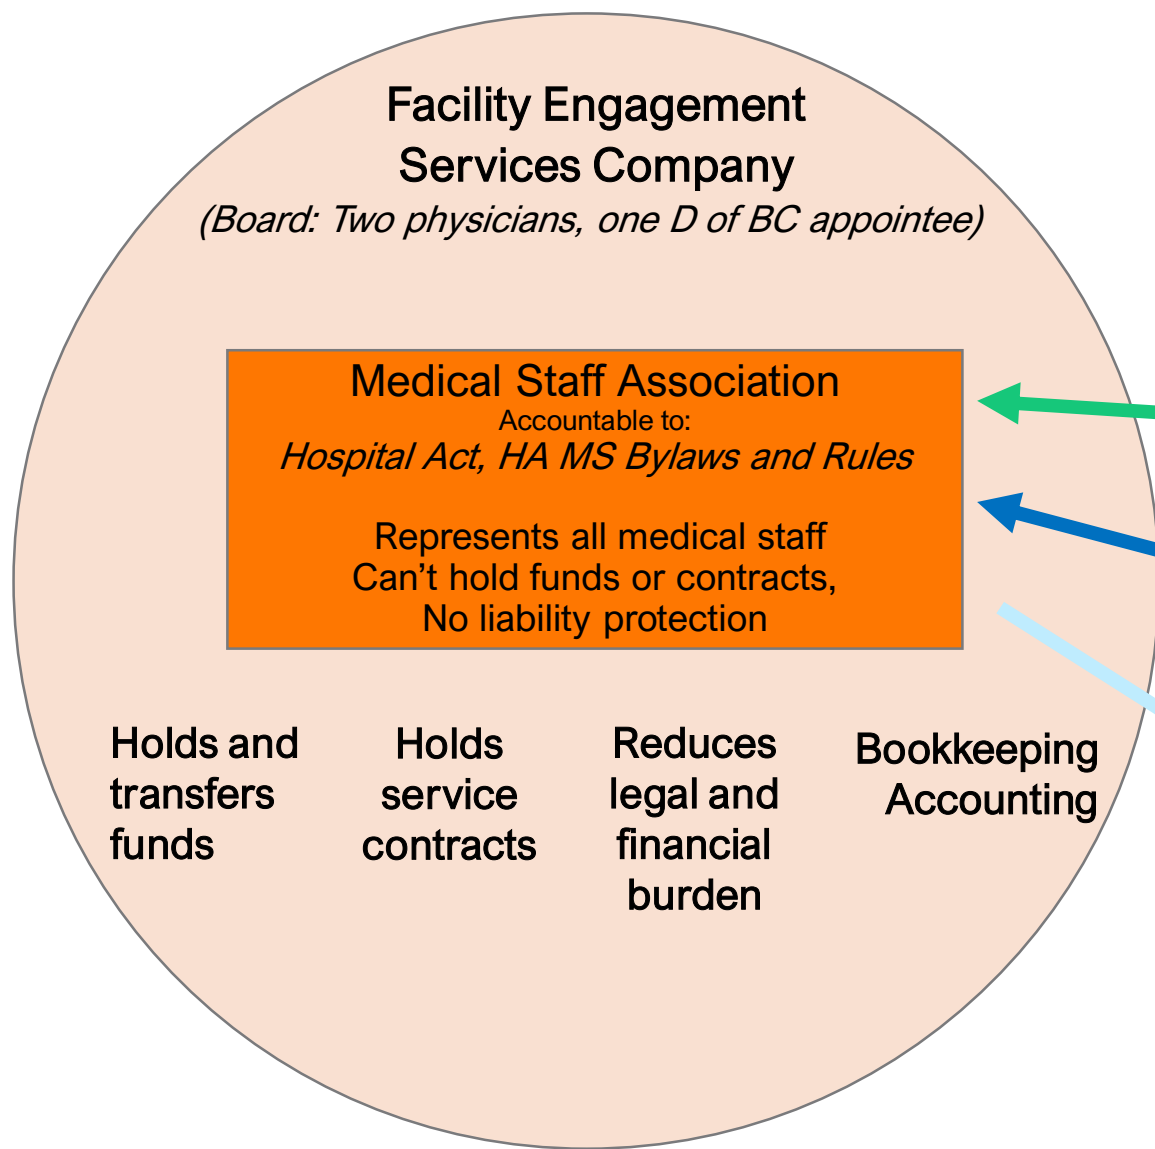 Facility Engagement
Services Company
(Board: Two physicians, one D of BC appointee)
Medical Staff Association
Accountable to:
Hospital Act, HA MS Bylaws and Rules
Represents all medical staff
Can’t hold funds or contracts,
No liability protection
Holds and
transfers
funds
Holds
service
contracts
Reduces
legal and
financial
burden
Bookkeeping
Accounting